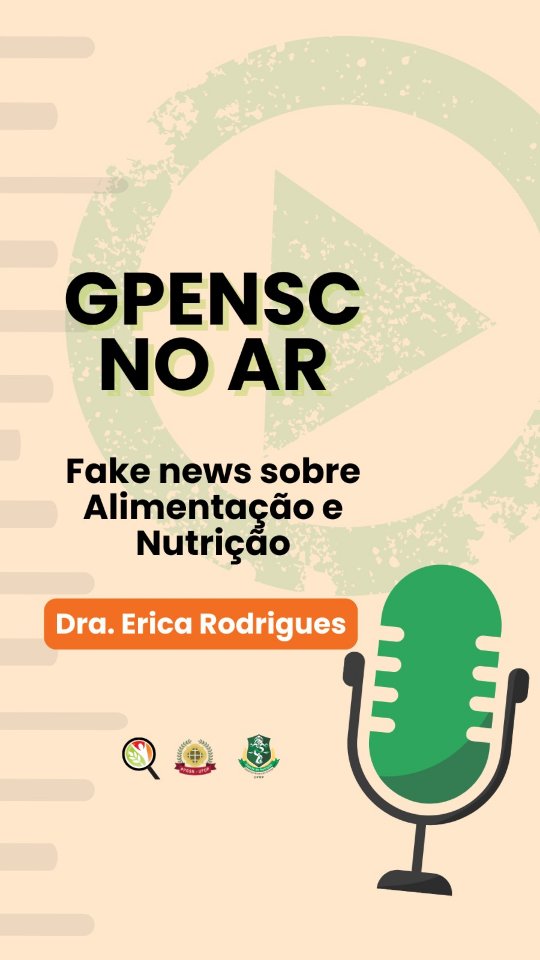 GPENSC
NO AR
Fake news sobre
Alimentação e
Nutrição
Dra. Erica Rodrigues